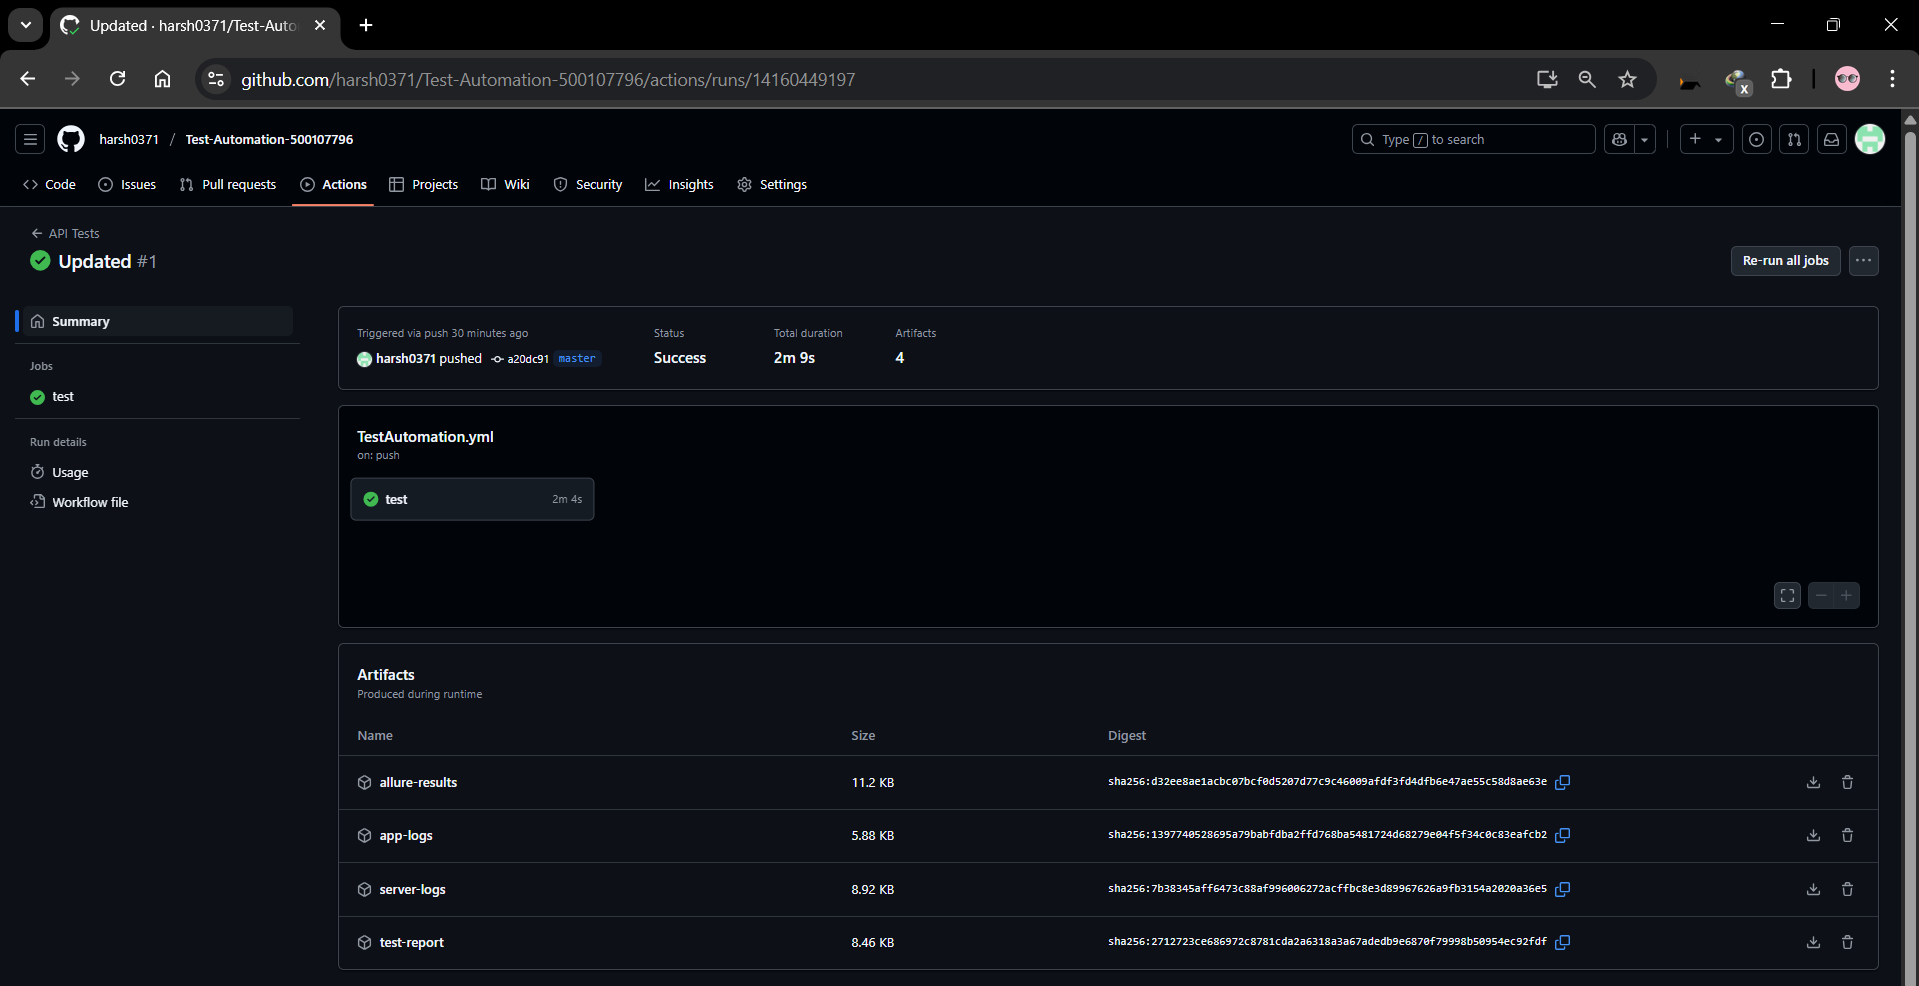 Updated · harsh0371/Test-Auto
github.com/harsh0371/Test-Automation-500107796/actions/runs/14160449197
X
harsh0371 / Test-Automation-500107796
Type / to search
Code Issues Pull requests Actions Projects Wiki Security Insights Settings
API Tests
Updated #1
Re-run all jobs
Summary
Jobs
test
Run details
Usage
Workflow file
Triggered via push 30 minutes ago
harsh0371 pushed a20dc91 master
Status
Success
Total duration
2m 9s
Artifacts
4
TestAutomation.yml
on: push
test 2m 4s
Artifacts
Produced during runtime
Name Size Digest
allure-results 11.2 KB sha256:d32ee8ae1acbc07bcf0d5207d77c9c46009afdf3fd4dfb6e47ae55c58d8ae63e
app-logs 5.88 KB sha256:1397740528695a79babfdba2ffd768ba5481724d68279e04f5f34c0c83eafcb2
server-logs 8.92 KB sha256:7b38345aff6473c88af996006272acffbc8e3d89967626a9fb3154a2020a36e5
test-report 8.46 KB sha256:2712723ce686972c8781cda2a6318a3a67adedb9e6870f79998b50954ec92fdf